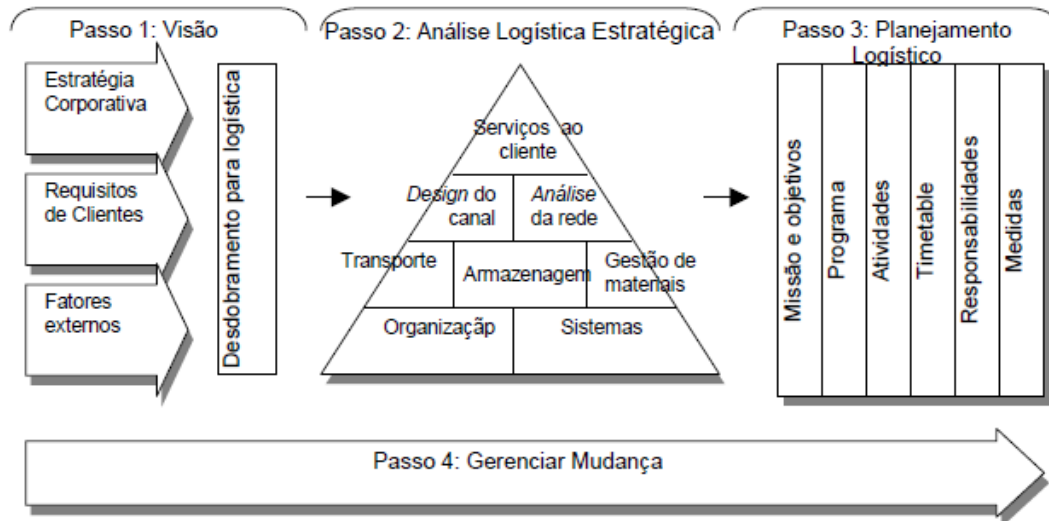 Passo 1: Visão
Estratégia
Corporativa
Requisitos
de Clientes
Fatores
externos
Desdobramento para logística
Passo 2: Análise Logística Estratégica
Serviços ao
cliente
Design do
canal
Análise
da rede
Transporte
Armazenagem
Gestão de
materiais
Organizaçãp
Sistemas
Passo 3: Planejamento
Logístico
Missão e objetivos
Programa
Atividades
Timetable
Responsabilidades
Medidas
Passo 4: Gerenciar Mudança